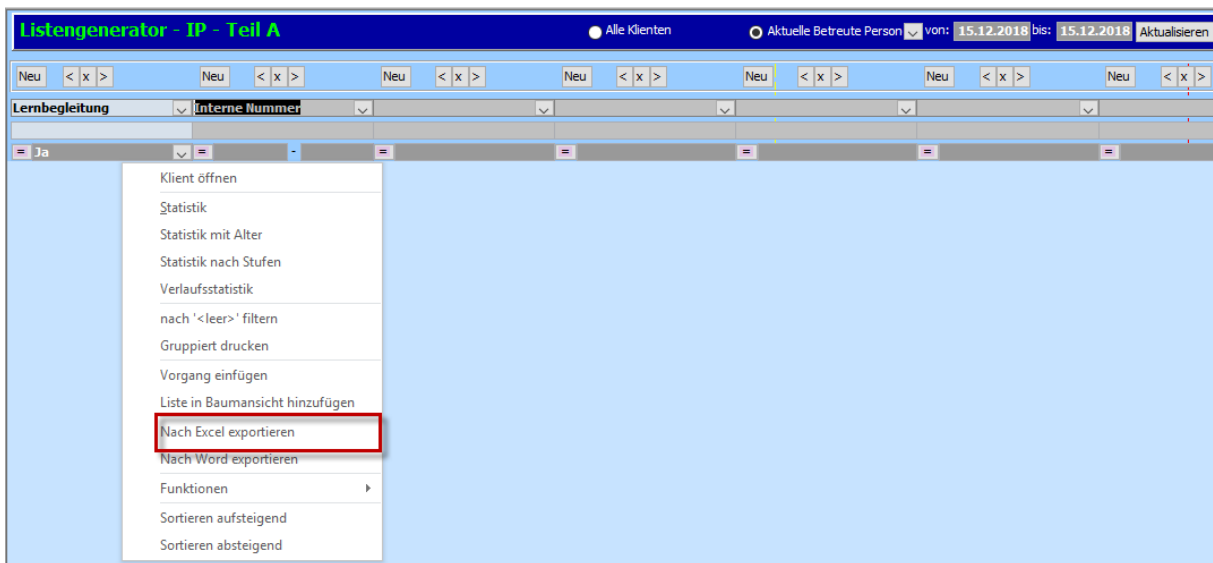 Listengenerator - IP - Teil A Alle Klienten Aktuelle Betreute Person von: 15.12.2018 bis: 15.12.2018 Aktualisieren
Neu < x > Neu < x > Neu < x > Neu < x > Neu < x > Neu < x > Neu < x >
Lernbegleitung Interne Nummer
= Ja = - = = = = =
Klient öffnen
Statistik
Statistik mit Alter
Statistik nach Stufen
Verlaufsstatistik
nach '<leer>' filtern
Gruppiert drucken
Vorgang einfügen
Liste in Baumansicht hinzufügen
Nach Excel exportieren
Nach Word exportieren
Funktionen
Sortieren aufsteigend
Sortieren absteigend